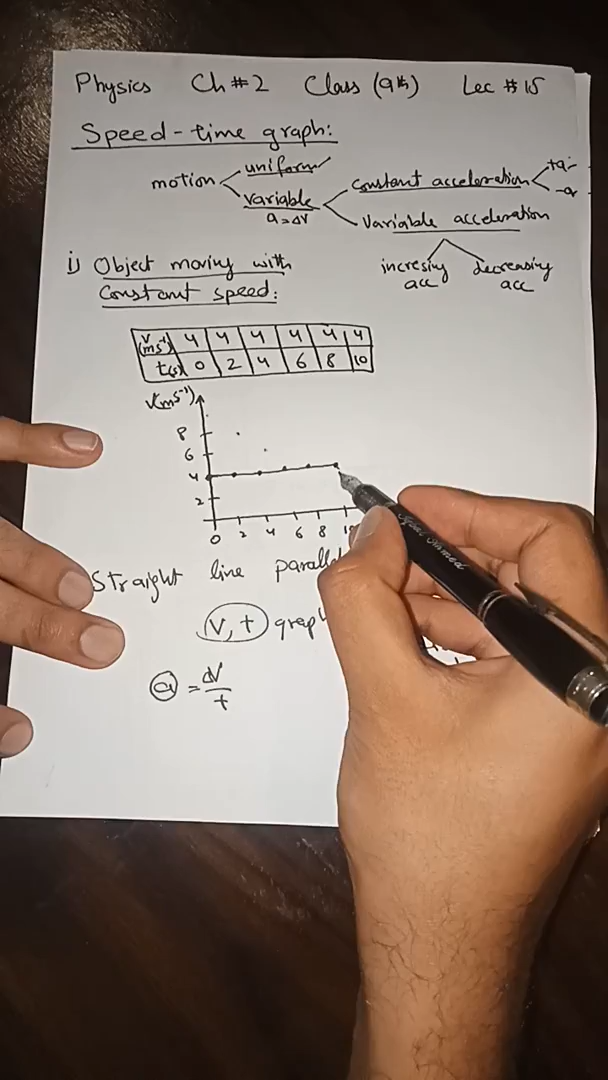 Physics Ch #2 Class (9th) Lec # 15
Speed-time graph:
motion
uniform
variable
a = ΔV
Constant acceleration
+a
-a
Variable acceleration
incresing acc
decreasing acc
i) Object moving with
Constant speed:
V (ms⁻¹) 4 4 4 4 4 4
t(s) 0 2 4 6 8 10
V(ms⁻¹)
8
6
4
2
0 2 4 6 8
Straight line parall
V, t graph
a = ΔV/t
Iqbal Ahmed